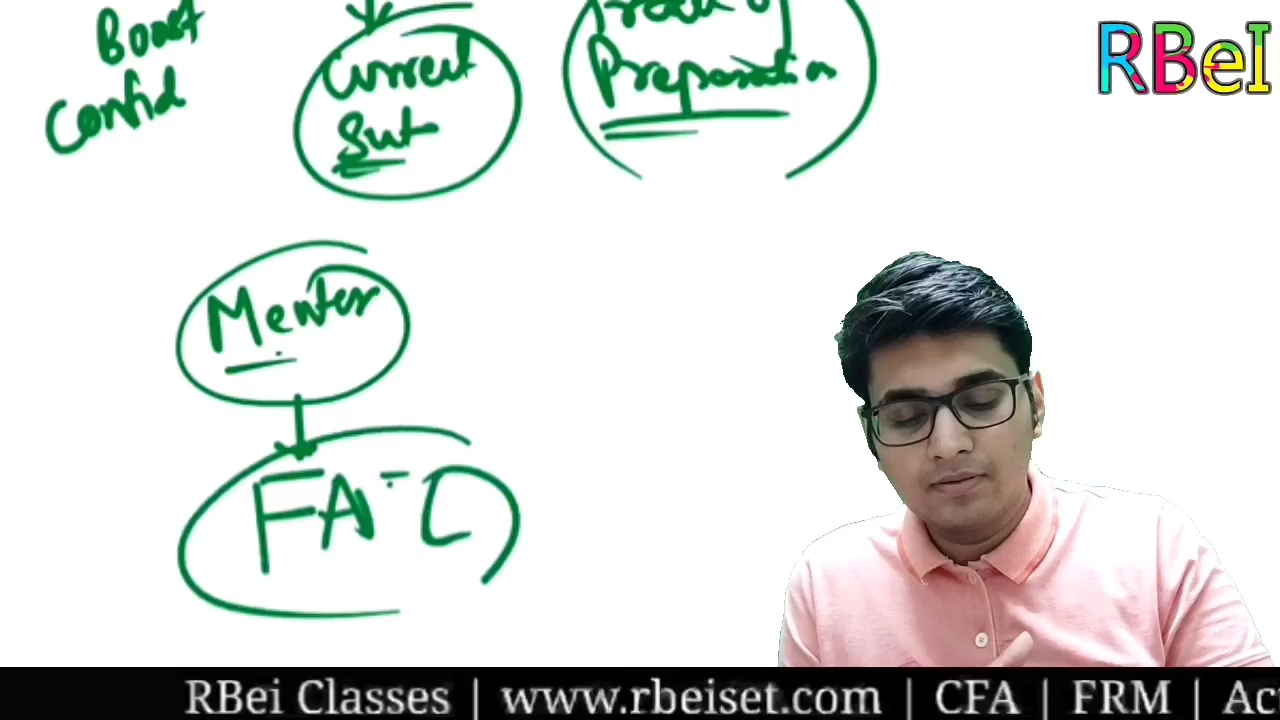 Boost
Confid
Current
Sut
Preparation
RBeI
Mentor
FA-C
RBei Classes | www.rbeiset.com | CFA | FRM | Ac